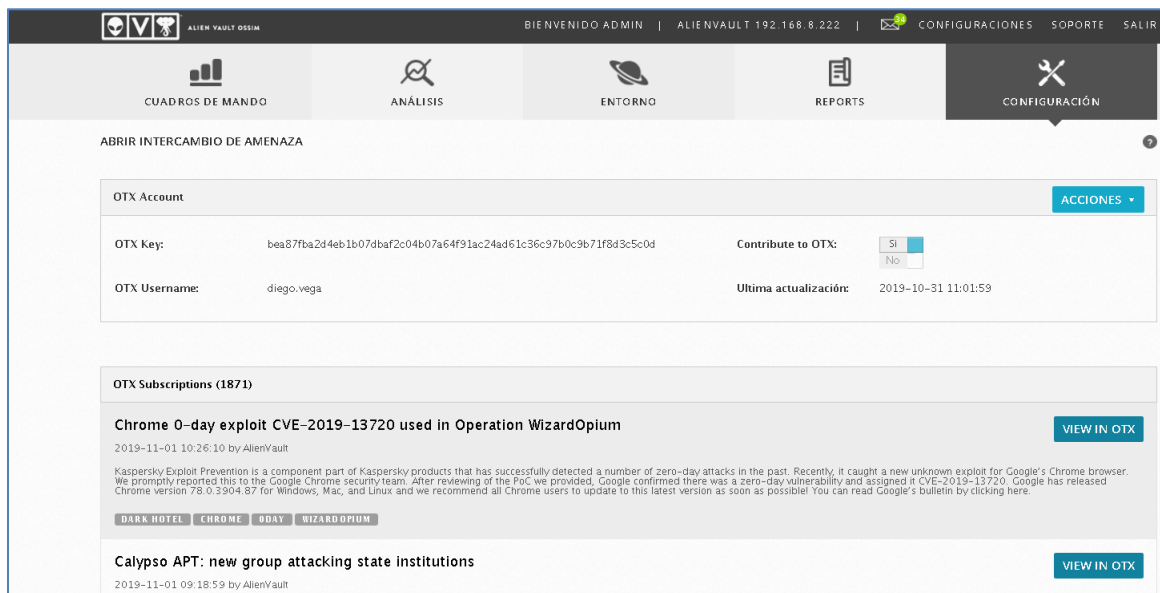 ALIEN VAULT OSSIM
BIENVENIDO ADMIN | ALIENVAULT 192.168.8.222 | 34 CONFIGURACIONES SOPORTE SALIR
CUADROS DE MANDO
ANÁLISIS
ENTORNO
REPORTS
CONFIGURACIÓN
ABRIR INTERCAMBIO DE AMENAZA
?
OTX Account
ACCIONES
OTX Key: bea87fba2d4eb1b07dbaf2c04b07a64f91ac24ad61c36c97b0c9b71f8d3c5c0d
Contribute to OTX: Si
No
OTX Username: diego.vega
Ultima actualización: 2019-10-31 11:01:59
OTX Subscriptions (1871)
Chrome 0-day exploit CVE-2019-13720 used in Operation WizardOpium
VIEW IN OTX
2019-11-01 10:26:10 by AlienVault
Kaspersky Exploit Prevention is a component part of Kaspersky products that has successfully detected a number of zero-day attacks in the past. Recently, it caught a new unknown exploit for Google's Chrome browser.
We promptly reported this to the Google Chrome security team. After reviewing of the PoC we provided, Google confirmed there was a zero-day vulnerability and assigned it CVE-2019-13720. Google has released
Chrome version 78.0.3904.87 for Windows, Mac, and Linux and we recommend all Chrome users to update to this latest version as soon as possible! You can read Google's bulletin by clicking here.
DARK HOTEL CHROME 0DAY WIZARDOPIUM
Calypso APT: new group attacking state institutions
VIEW IN OTX
2019-11-01 09:18:59 by AlienVault